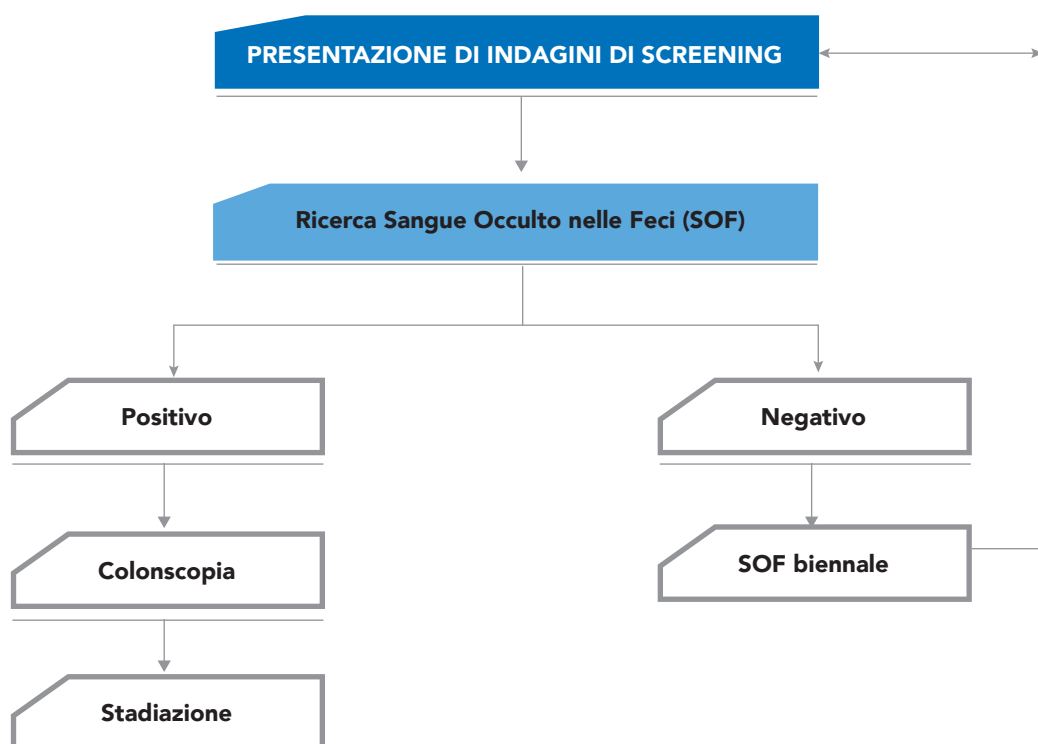 PRESENTAZIONE DI INDAGINI DI SCREENING
Ricerca Sangue Occulto nelle Feci (SOF)
Positivo
Negativo
Colonscopia
SOF biennale
Stadiazione